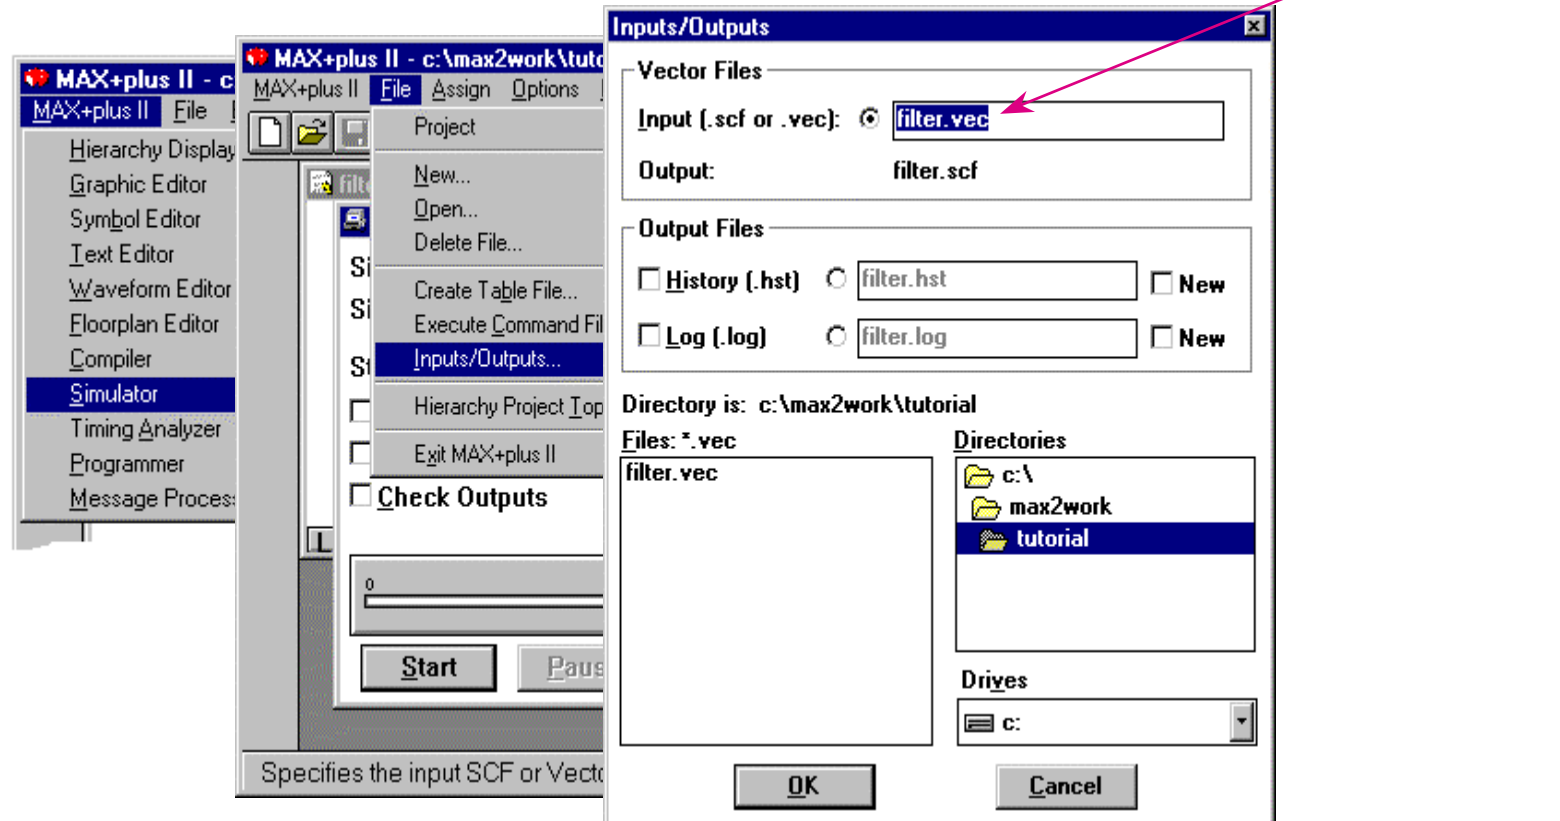 MAX+plus II - c
MAX+plus II File
Hierarchy Display
Graphic Editor
Symbol Editor
Text Editor
Waveform Editor
Floorplan Editor
Compiler
Simulator
Timing Analyzer
Programmer
Message Process
MAX+plus II - c:\max2work\tuto
MAX+plus II File Assign Options
Project
New...
Open...
Delete File...
Create Table File...
Execute Command Fil
Inputs/Outputs...
Hierarchy Project Top
Exit MAX+plus II
filt
Si
Si
St
Check Outputs
L
0
Start Paus
Specifies the input SCF or Vecto
Inputs/Outputs
Vector Files
Input (.scf or .vec): filter.vec
Output: filter.scf
Output Files
History (.hst) filter.hst New
Log (.log) filter.log New
Directory is: c:\max2work\tutorial
Files: *.vec
filter.vec
Directories
c:\
max2work
tutorial
Drives
c:
OK Cancel